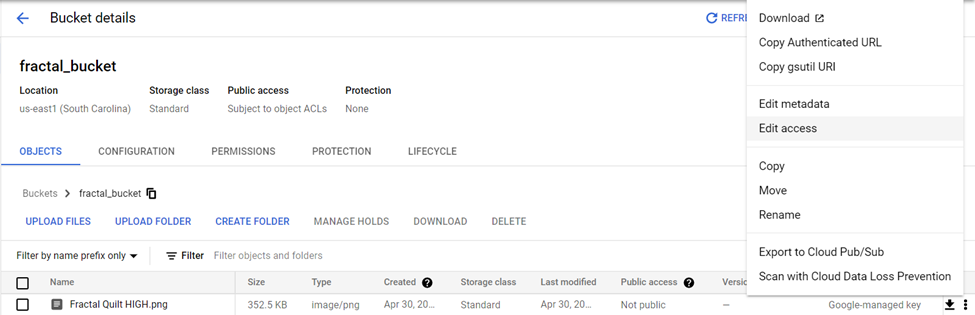 Bucket details
REFRE
fractal_bucket
Location Storage class Public access Protection
us-east1 (South Carolina) Standard Subject to object ACLs None
OBJECTS CONFIGURATION PERMISSIONS PROTECTION LIFECYCLE
Buckets > fractal_bucket
UPLOAD FILES UPLOAD FOLDER CREATE FOLDER MANAGE HOLDS DOWNLOAD DELETE
Filter by name prefix only Filter Filter objects and folders
Name Size Type Created ? Storage class Last modified Public access ? Versio
Fractal Quilt HIGH.png 352.5 KB image/png Apr 30, 20... Standard Apr 30, 20... Not public — Google-managed key
Download
Copy Authenticated URL
Copy gsutil URI
Edit metadata
Edit access
Copy
Move
Rename
Export to Cloud Pub/Sub
Scan with Cloud Data Loss Prevention